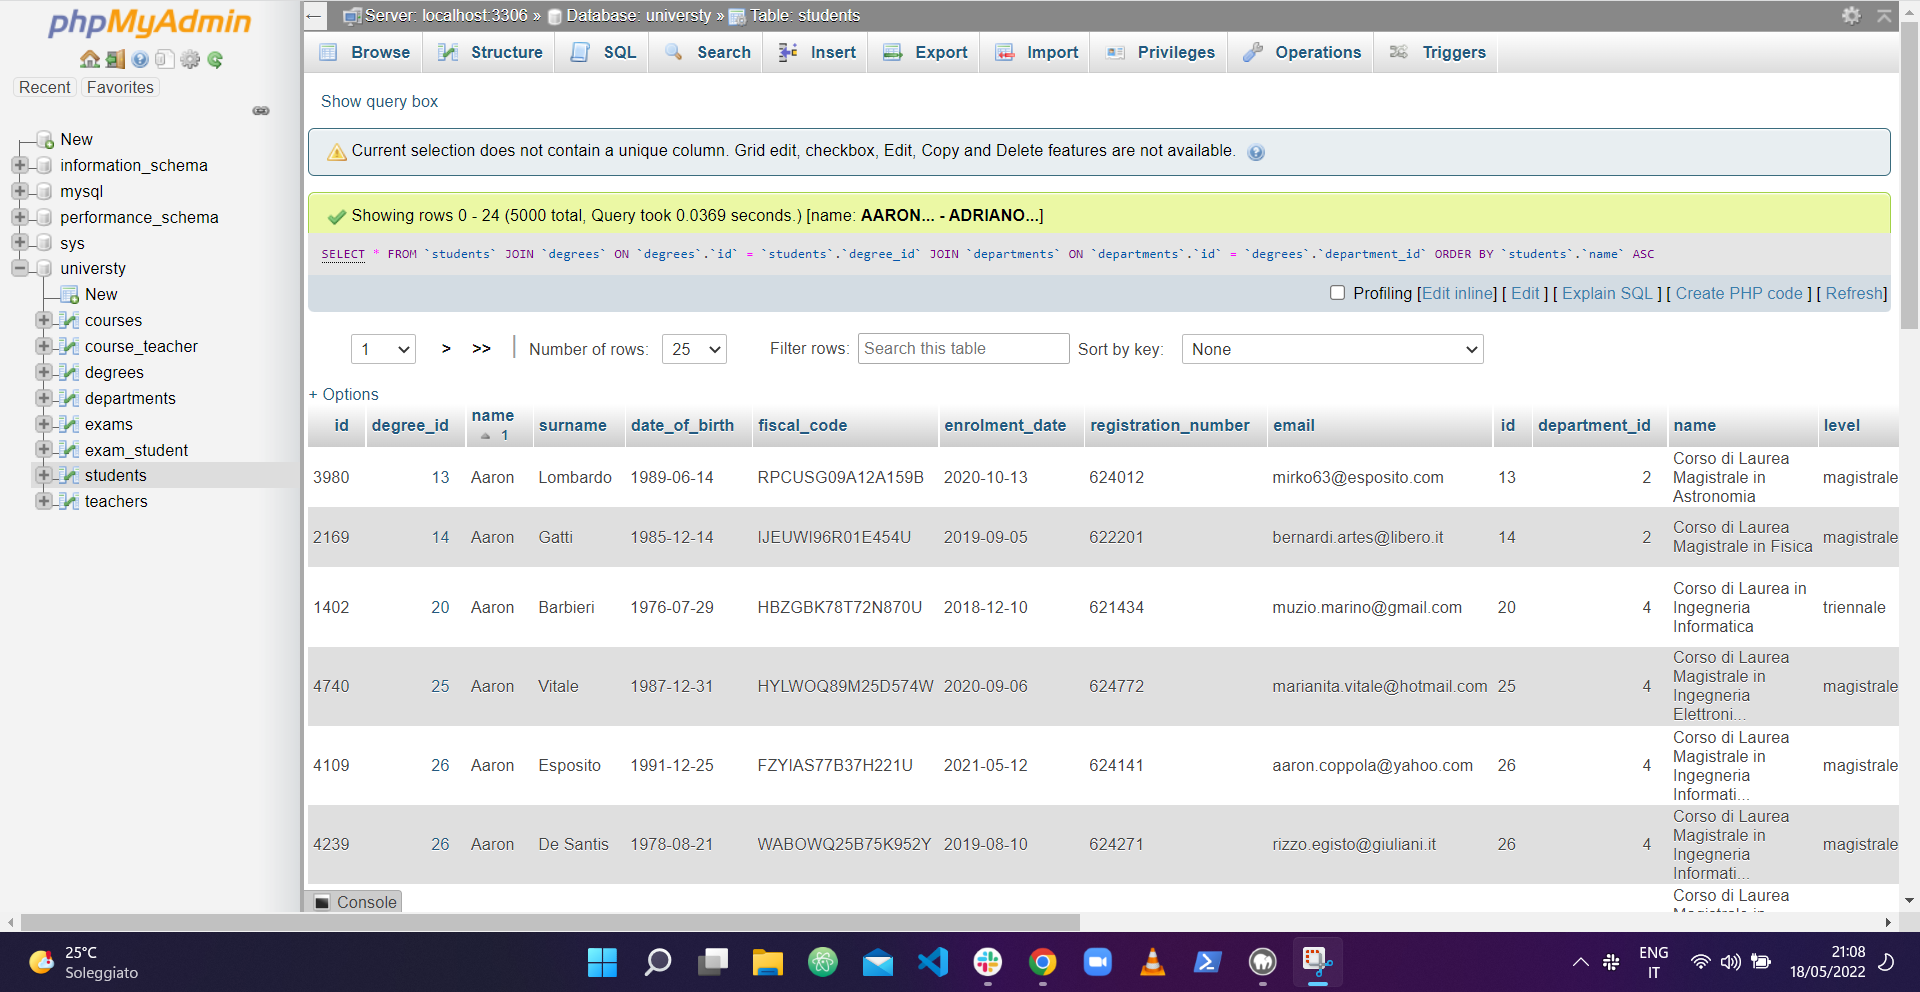 phpMyAdmin
Recent Favorites
New
information_schema
mysql
performance_schema
sys
universty
New
courses
course_teacher
degrees
departments
exams
exam_student
students
teachers
Server: localhost:3306 » Database: universty » Table: students
Browse Structure SQL Search Insert Export Import Privileges Operations Triggers
Show query box
Current selection does not contain a unique column. Grid edit, checkbox, Edit, Copy and Delete features are not available.
Showing rows 0 - 24 (5000 total, Query took 0.0369 seconds.) [name: AARON... - ADRIANO...]
SELECT * FROM `students` JOIN `degrees` ON `degrees`.`id` = `students`.`degree_id` JOIN `departments` ON `departments`.`id` = `degrees`.`department_id` ORDER BY `students`.`name` ASC
Profiling [Edit inline] [ Edit ] [ Explain SQL ] [ Create PHP code ] [ Refresh]
1 > >> | Number of rows: 25 Filter rows: Search this table Sort by key: None
+ Options
id degree_id name 1 surname date_of_birth fiscal_code enrolment_date registration_number email id department_id name level
3980 13 Aaron Lombardo 1989-06-14 RPCUSG09A12A159B 2020-10-13 624012 mirko63@esposito.com 13 2 Corso di Laurea
Magistrale in
Astronomia
magistrale
2169 14 Aaron Gatti 1985-12-14 IJEUWI96R01E454U 2019-09-05 622201 bernardi.artes@libero.it 14 2 Corso di Laurea
Magistrale in Fisica
magistrale
1402 20 Aaron Barbieri 1976-07-29 HBZGBK78T72N870U 2018-12-10 621434 muzio.marino@gmail.com 20 4 Corso di Laurea in
Ingegneria
Informatica
triennale
4740 25 Aaron Vitale 1987-12-31 HYLWOQ89M25D574W 2020-09-06 624772 marianita.vitale@hotmail.com 25 4 Corso di Laurea
Magistrale in
Ingegneria
Elettroni...
magistrale
4109 26 Aaron Esposito 1991-12-25 FZYIAS77B37H221U 2021-05-12 624141 aaron.coppola@yahoo.com 26 4 Corso di Laurea
Magistrale in
Ingegneria
Informati...
magistrale
4239 26 Aaron De Santis 1978-08-21 WABOWQ25B75K952Y 2019-08-10 624271 rizzo.egisto@giuliani.it 26 4 Corso di Laurea
Magistrale in
Ingegneria
Informati...
magistrale
Corso di Laurea
Console
25°C
Soleggiato
ENG
IT
21:08
18/05/2022